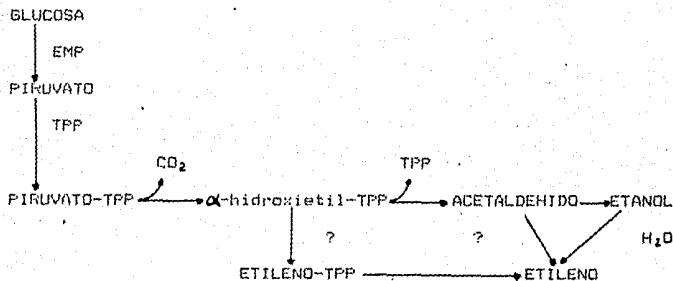 GLUCOSA
EMP
PIRUVATO
TPP
CO₂
TPP
PIRUVATO-TPP
α-hidroxietil-TPP
ACETALDEHIDO
ETANOL
?
?
H₂O
ETILENO-TPP
ETILENO